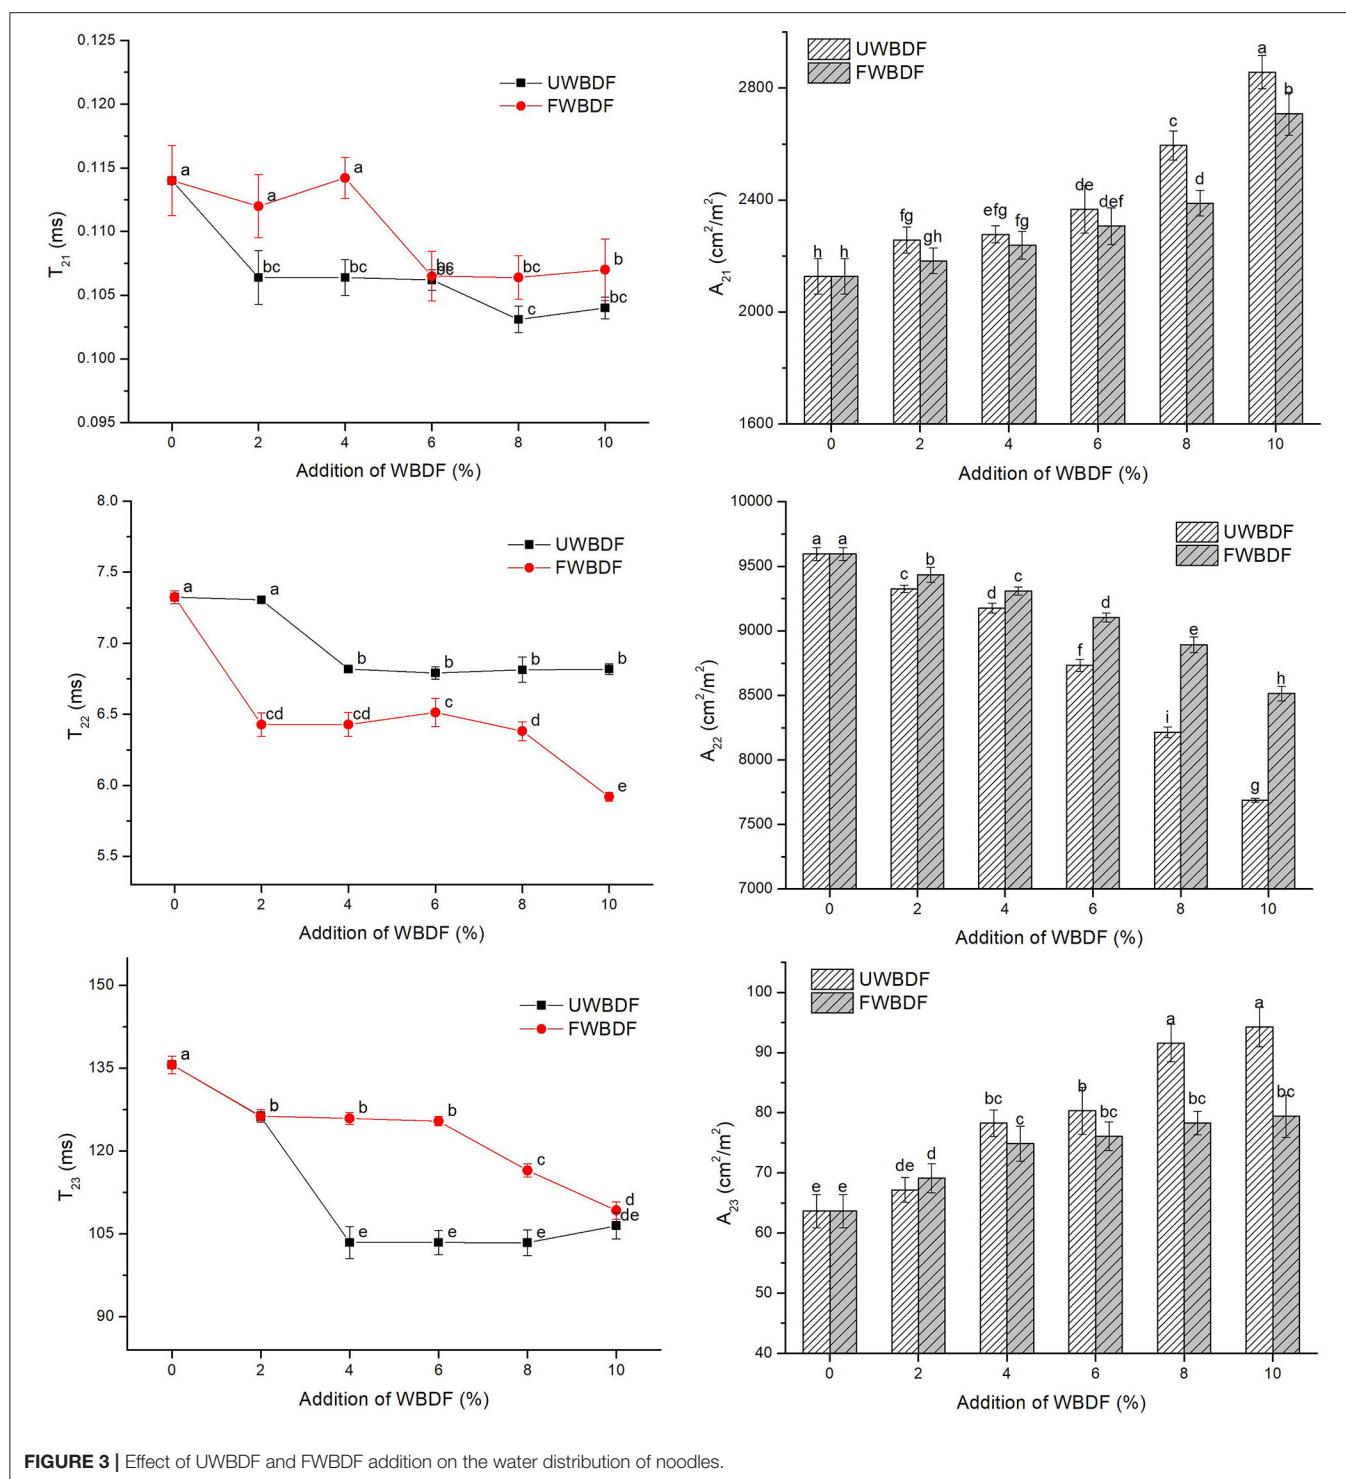 0.125
0.120
0.115
0.110
0.105
0.100
0.095
T21 (ms)
UWBDF
FWBDF
a
a
a
bc
bc
bc
bc
bc
b
c
bc
0 2 4 6 8 10
Addition of WBDF (%)
2800
2400
2000
1600
A21 (cm²/m²)
UWBDF
FWBDF
h h fg gh efg fg de def c d a b
0 2 4 6 8 10
Addition of WBDF (%)
8.0
7.5
7.0
6.5
6.0
5.5
T22 (ms)
UWBDF
FWBDF
a a
b b b b
cd cd c d e
0 2 4 6 8 10
Addition of WBDF (%)
10000
9500
9000
8500
8000
7500
7000
A22 (cm²/m²)
UWBDF
FWBDF
a a c b d c f d i e g h
0 2 4 6 8 10
Addition of WBDF (%)
150
135
120
105
90
T23 (ms)
UWBDF
FWBDF
a b b b c d
e e e de
0 2 4 6 8 10
Addition of WBDF (%)
100
90
80
70
60
50
40
A23 (cm²/m²)
UWBDF
FWBDF
e e de d bc c b bc a bc a bc
0 2 4 6 8 10
Addition of WBDF (%)
FIGURE 3 | Effect of UWBDF and FWBDF addition on the water distribution of noodles.